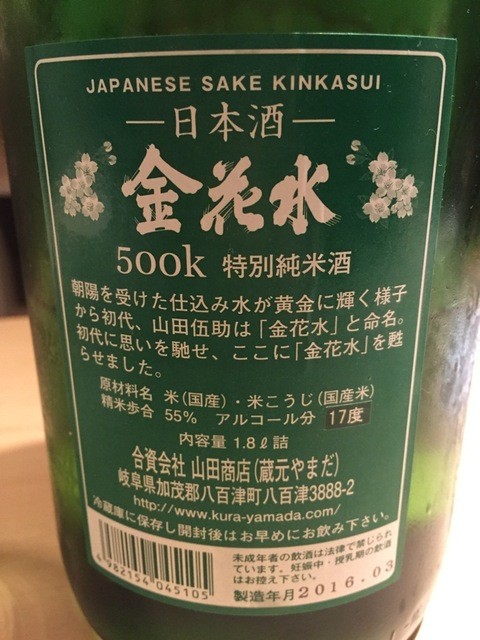 JAPANESE SAKE KINKASUI
日本酒
金花水
500k 特別純米酒
朝陽を受けた仕込み水が黄金に輝く様子
から初代、山田伍助は「金花水」と命名。
初代に思いを馳せ、ここに「金花水」を甦
らせました。
原材料名 米(国産)・米こうじ(国産米)
精米歩合 55% アルコール分 17度
内容量 1.8ℓ詰
合資会社 山田商店(蔵元やまだ)
岐阜県加茂郡八百津町八百津3888-2
http://www.kura-yamada.com/
冷蔵庫に保存し開封後はお早めにお飲み下さい。
4 982154 045105
未成年者の飲酒は法律で禁じられ
ています。妊娠中・授乳期の飲酒
はお控え下さい。
製造年月 2016.03